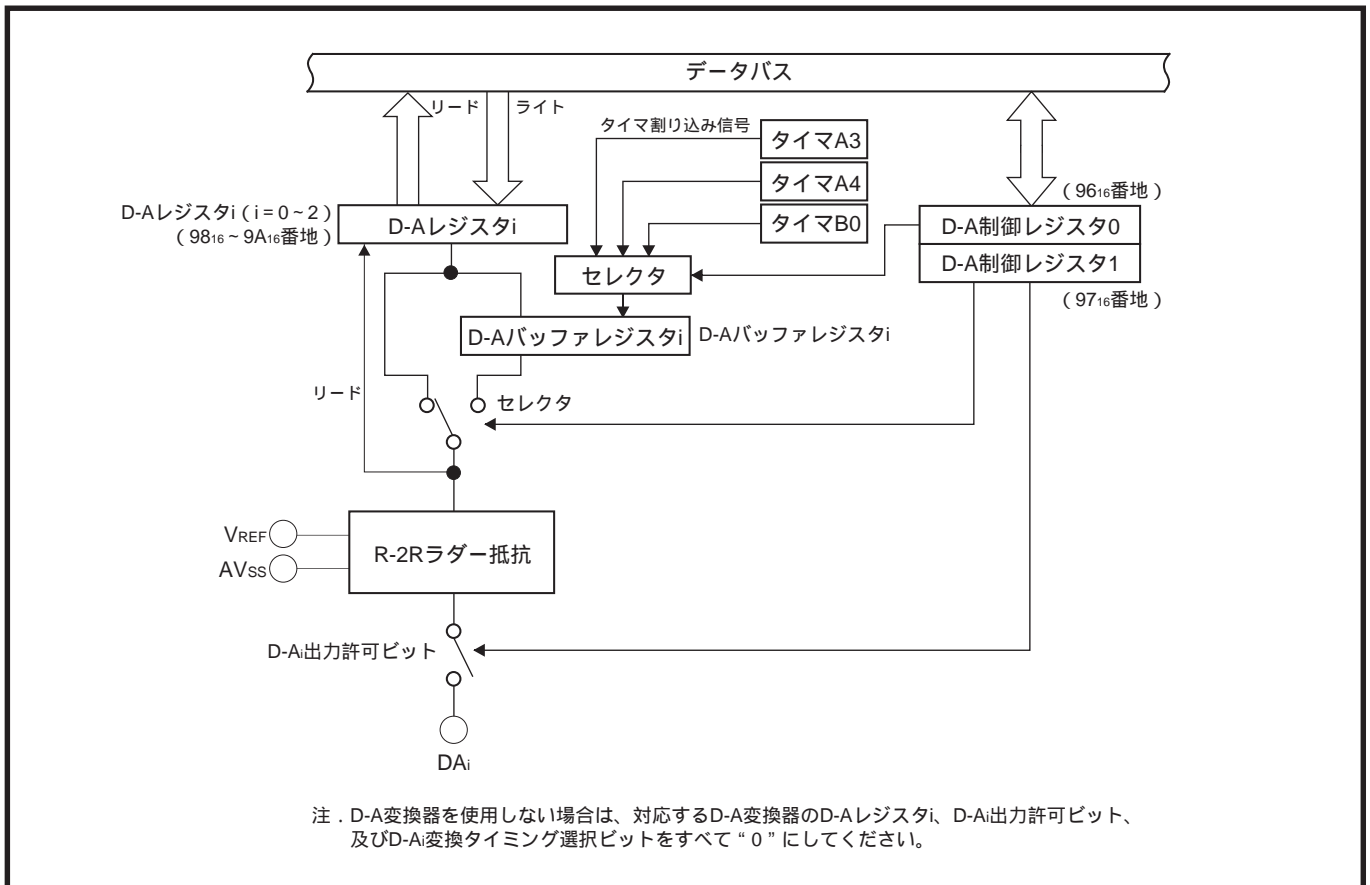 データバス
リード
ライト
タイマ割り込み信号
タイマA3
タイマA4
タイマB0
（9616番地）
D-Aレジスタi（i = 0 ~ 2）
（9816 ~ 9A16番地）
D-Aレジスタi
D-A制御レジスタ0
D-A制御レジスタ1
（9716番地）
セレクタ
D-Aバッファレジスタi
D-Aバッファレジスタi
リード
セレクタ
VREF
AVSS
R-2Rラダー抵抗
D-Ai出力許可ビット
DAi
注．D-A変換器を使用しない場合は、対応するD-A変換器のD-Aレジスタi、D-Ai出力許可ビット、
及びD-Ai変換タイミング選択ビットをすべて “ 0 ” にしてください。